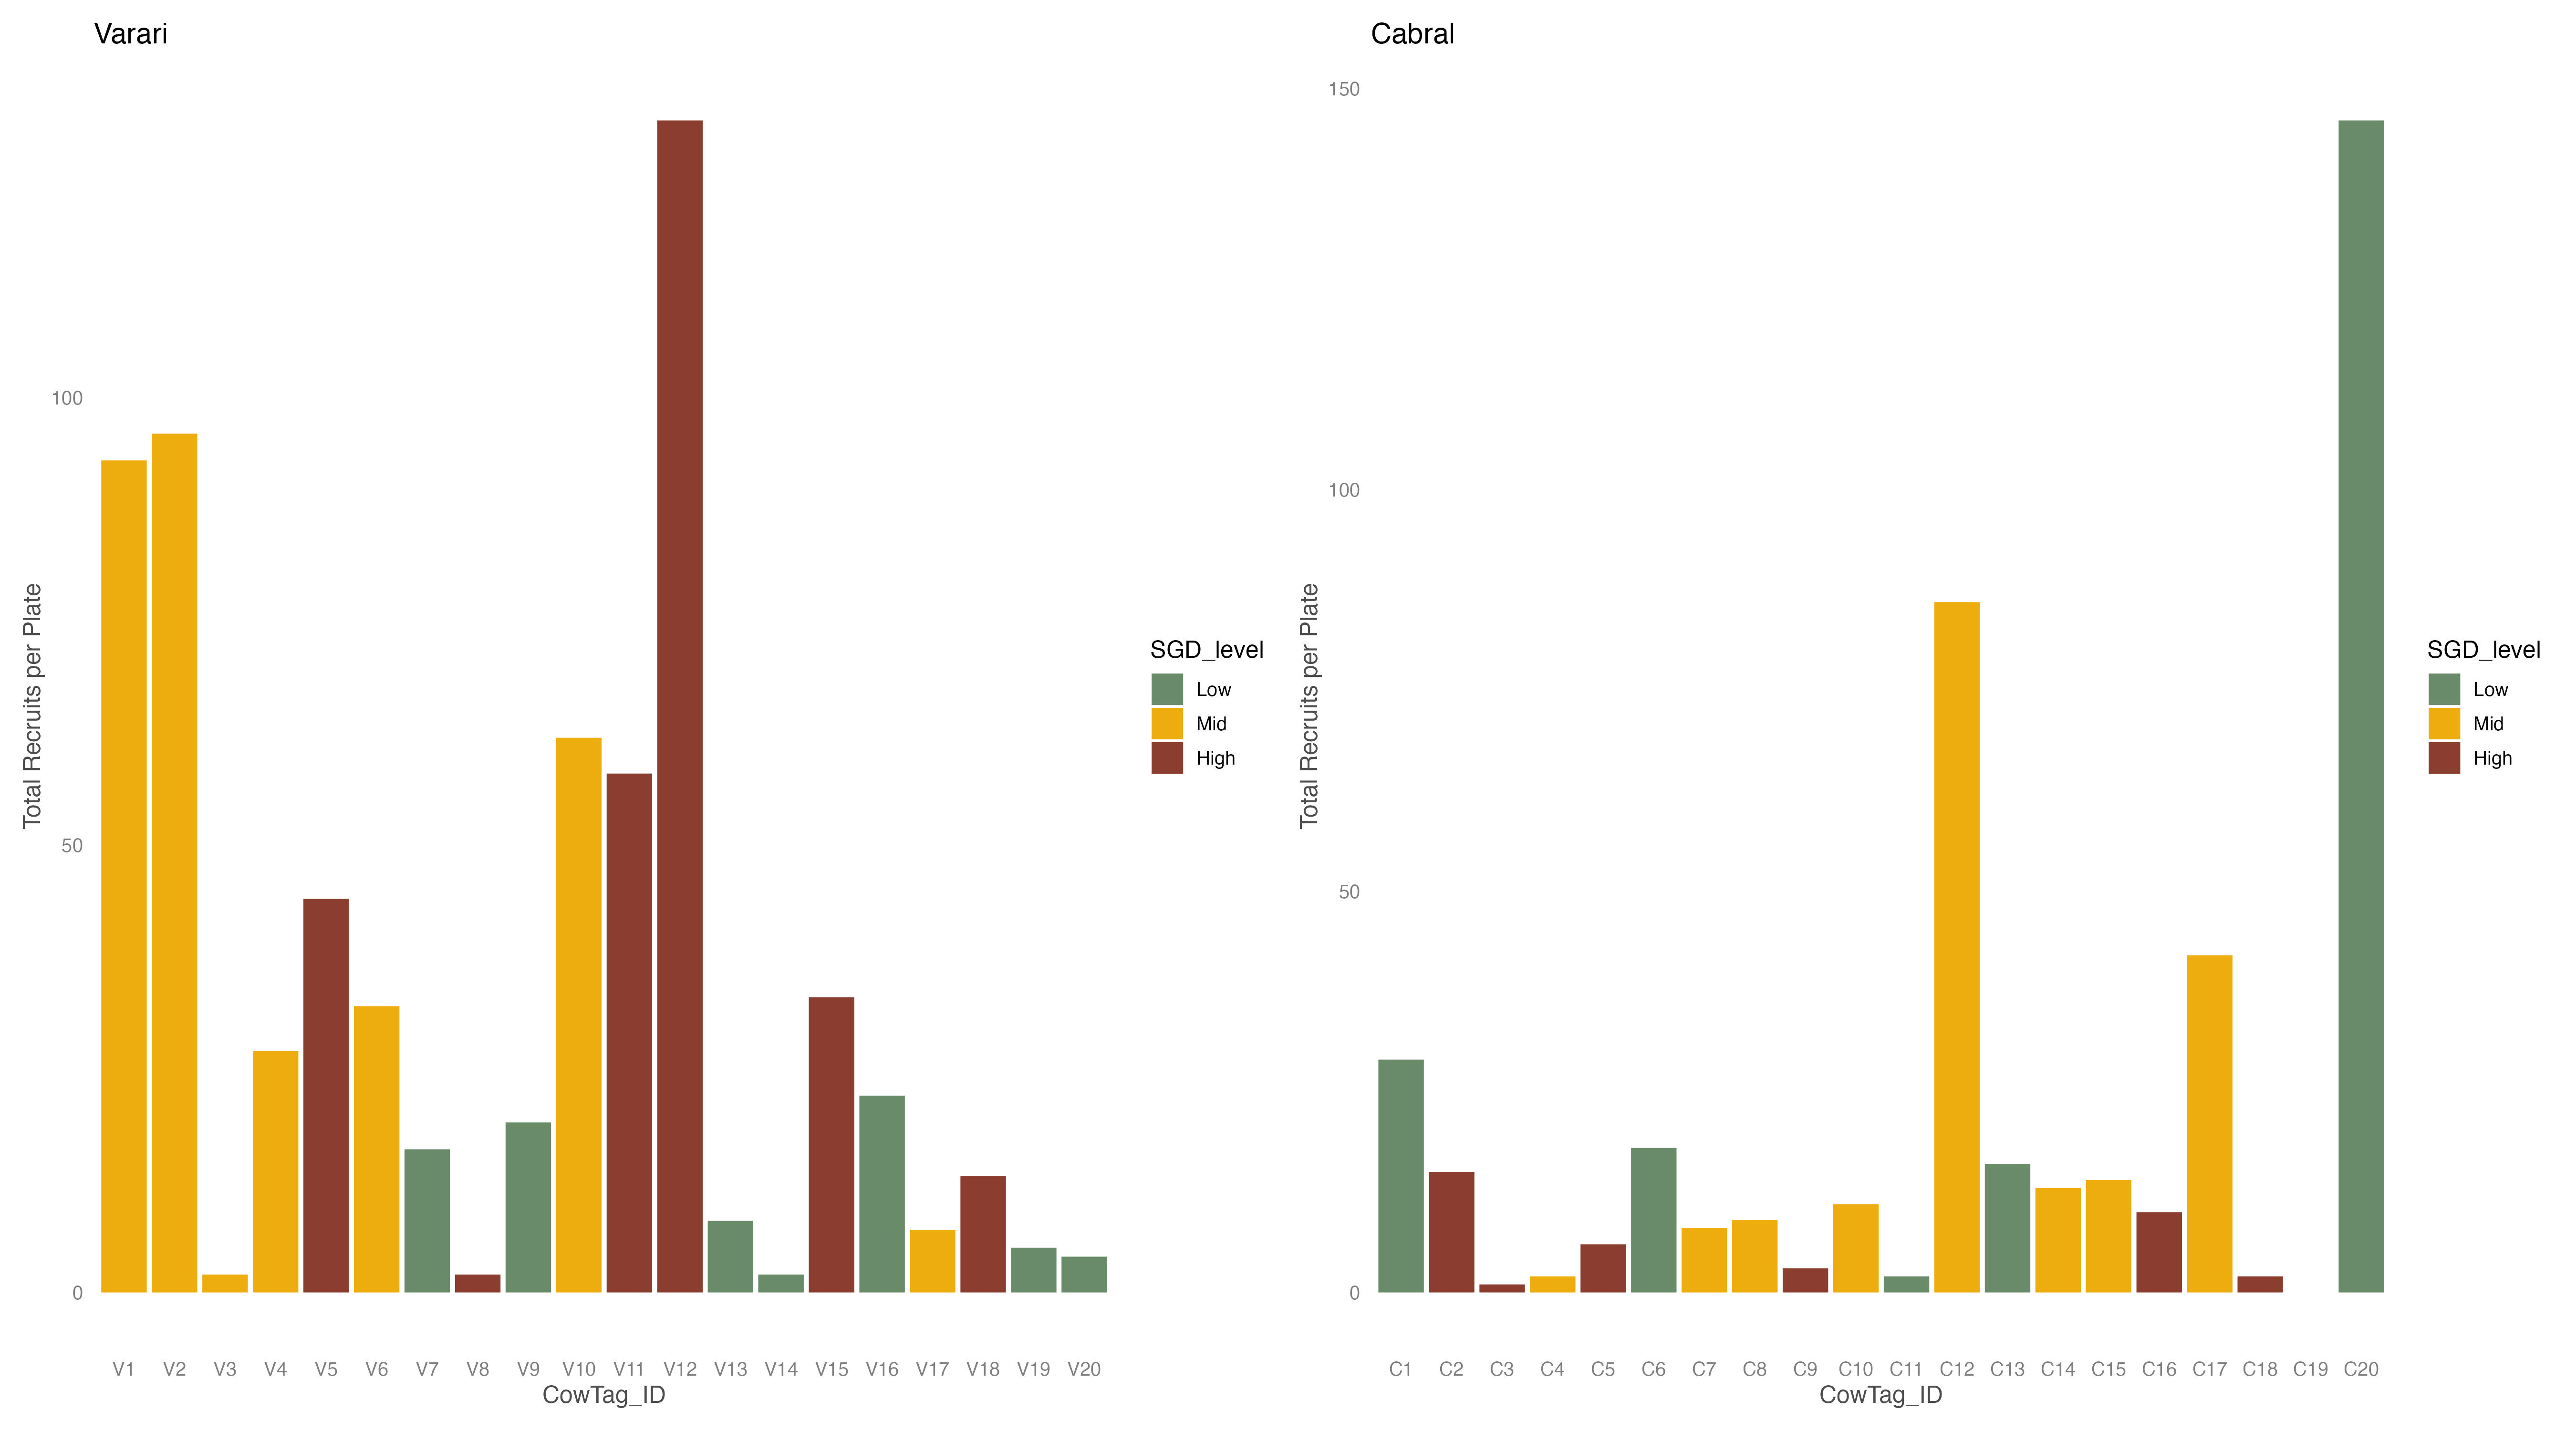 Varari
100
50
0
Total Recruits per Plate
V1 V2 V3 V4 V5 V6 V7 V8 V9 V10 V11 V12 V13 V14 V15 V16 V17 V18 V19 V20
CowTag_ID
SGD_level
Low
Mid
High
Cabral
150
100
50
0
Total Recruits per Plate
C1 C2 C3 C4 C5 C6 C7 C8 C9 C10 C11 C12 C13 C14 C15 C16 C17 C18 C19 C20
CowTag_ID
SGD_level
Low
Mid
High